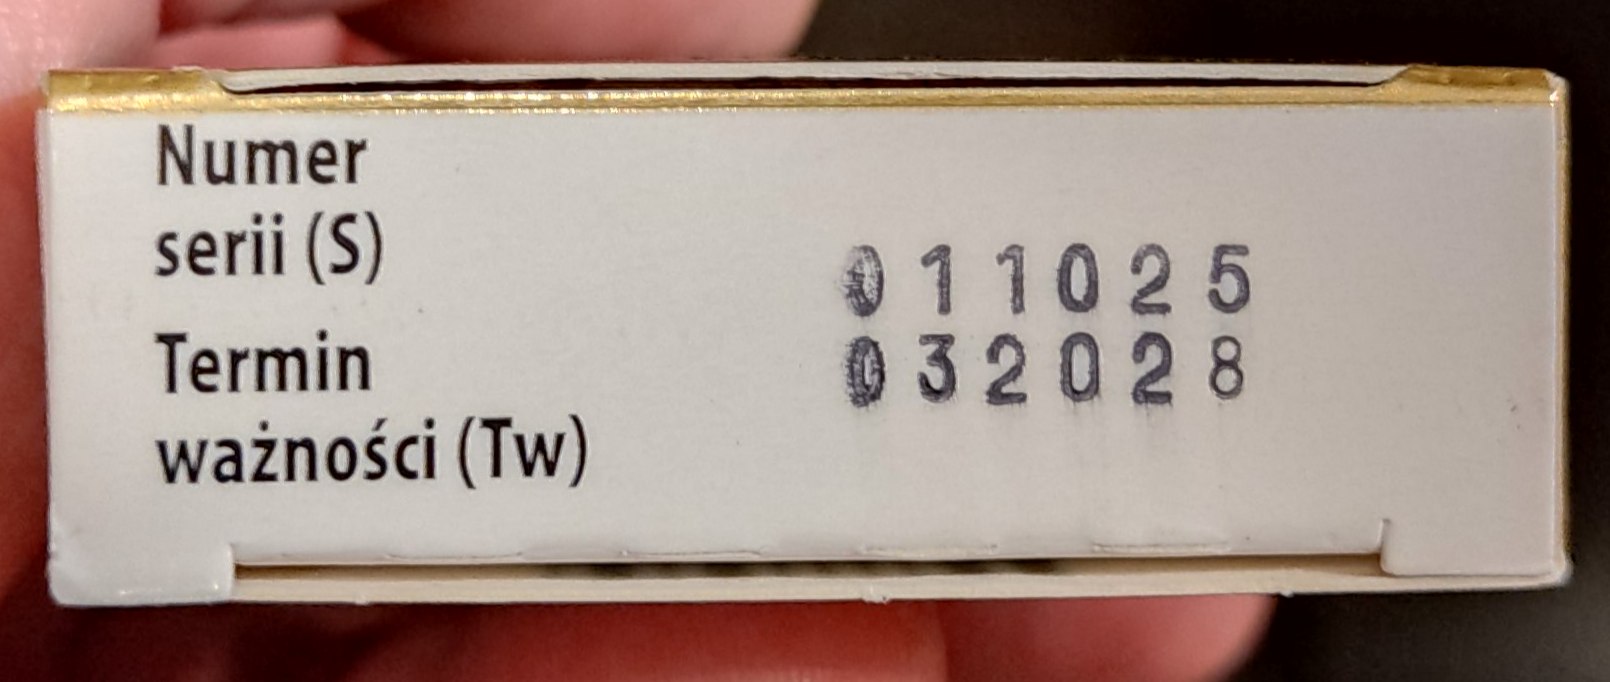 Numer
serii (S)
011025
Termin
032028
ważności (Tw)